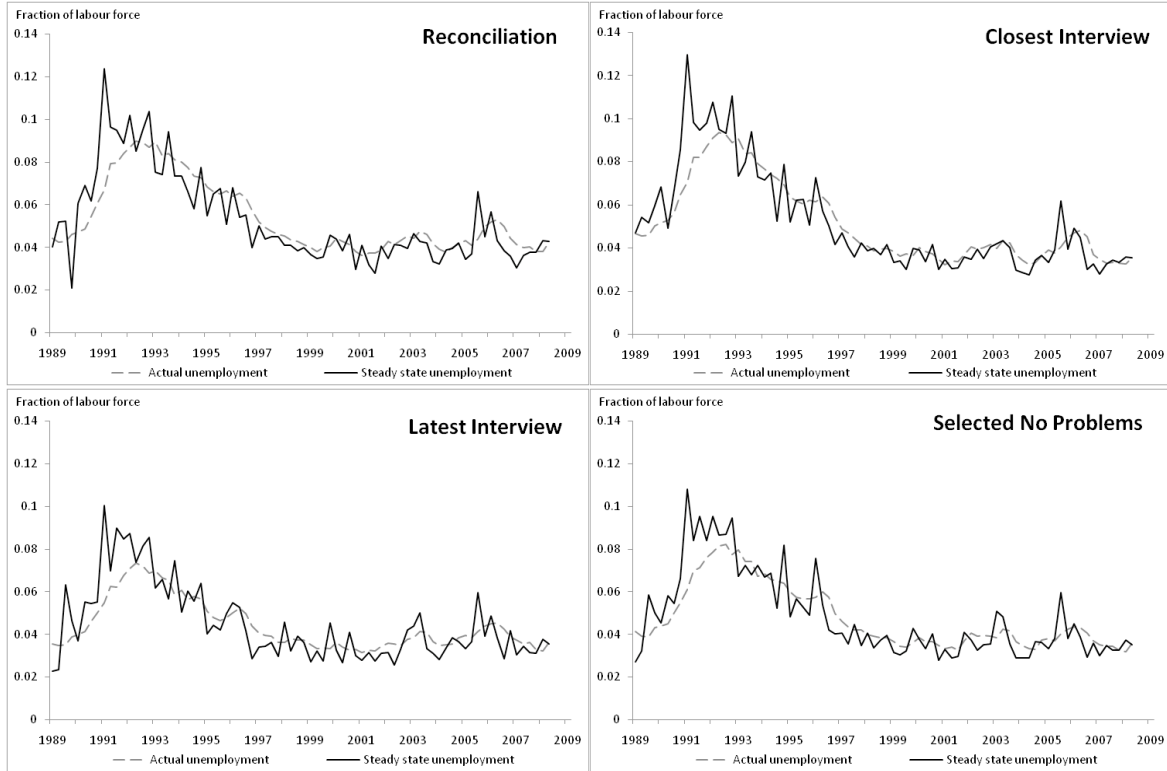 Fraction of labour force
Reconciliation
0.14
0.12
0.1
0.08
0.06
0.04
0.02
0
1989 1991 1993 1995 1997 1999 2001 2003 2005 2007 2009
Actual unemployment Steady state unemployment
Fraction of labour force
Closest Interview
0.14
0.12
0.1
0.08
0.06
0.04
0.02
0
1989 1991 1993 1995 1997 1999 2001 2003 2005 2007 2009
Actual unemployment Steady state unemployment
Fraction of labour force
Latest Interview
0.14
0.12
0.1
0.08
0.06
0.04
0.02
0
1989 1991 1993 1995 1997 1999 2001 2003 2005 2007 2009
Actual unemployment Steady state unemployment
Fraction of labour force
Selected No Problems
0.14
0.12
0.1
0.08
0.06
0.04
0.02
0
1989 1991 1993 1995 1997 1999 2001 2003 2005 2007 2009
Actual unemployment Steady state unemployment